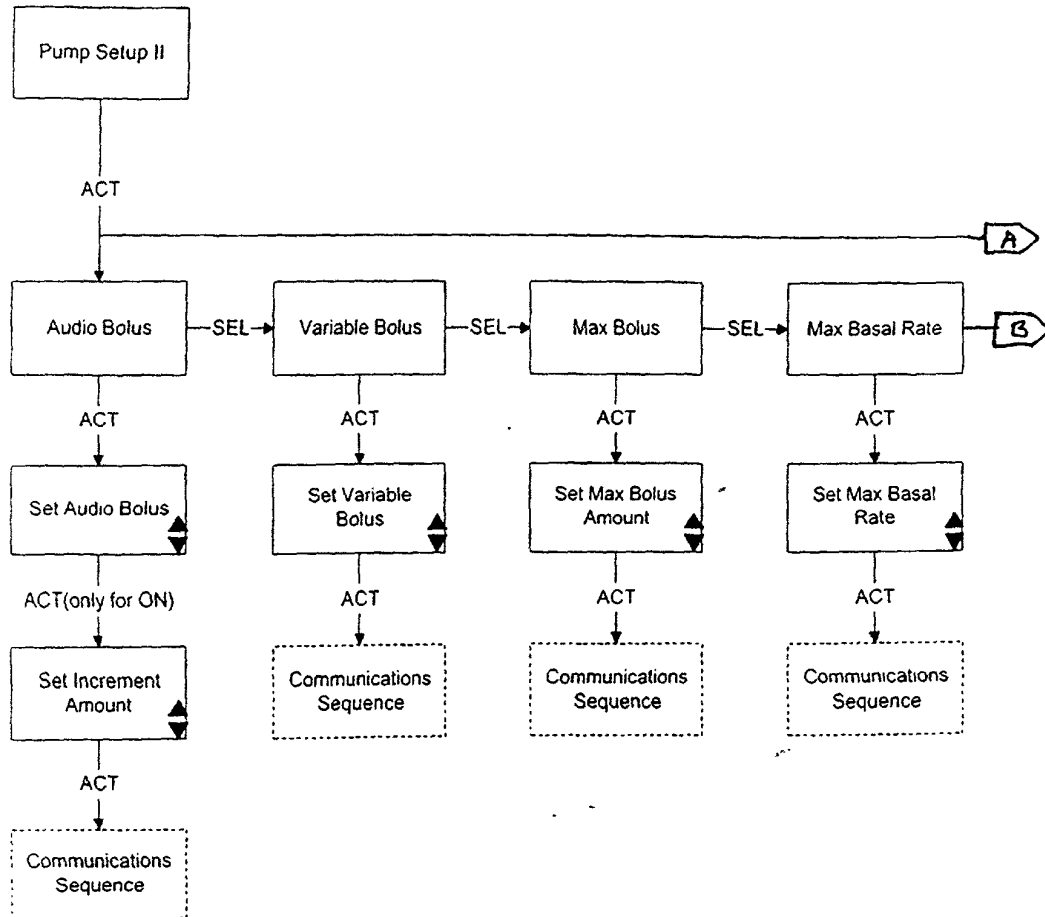 Pump Setup II
ACT
A
Audio Bolus
SEL
Variable Bolus
SEL
Max Bolus
SEL
Max Basal Rate
B
ACT
ACT
ACT
ACT
Set Audio Bolus
Set Variable
Bolus
Set Max Bolus
Amount
Set Max Basal
Rate
ACT(only for ON)
ACT
ACT
ACT
Set Increment
Amount
Communications
Sequence
Communications
Sequence
Communications
Sequence
ACT
Communications
Sequence